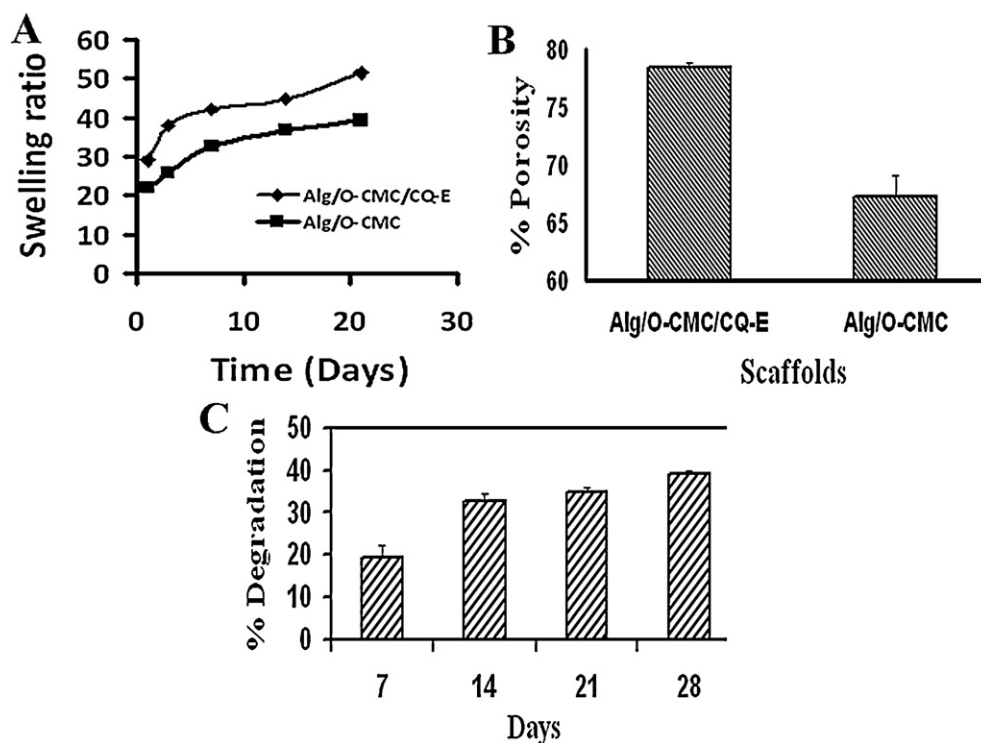 A
Swelling ratio
60
50
40
30
20
10
0
Alg/O-CMC/CQ-E
Alg/O-CMC
0 10 20 30
Time (Days)
B
% Porosity
80
75
70
65
60
Alg/O-CMC/CQ-E Alg/O-CMC
Scaffolds
C
% Degradation
50
40
30
20
10
0
7 14 21 28
Days